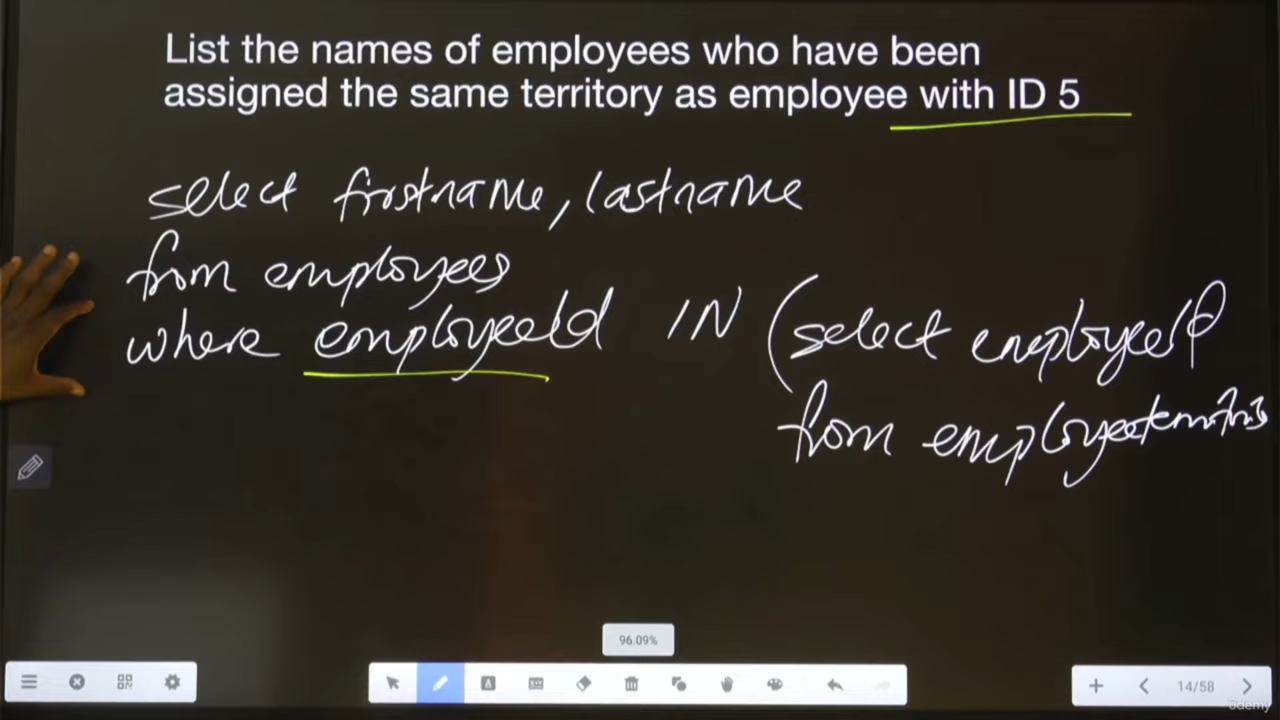 List the names of employees who have been
assigned the same territory as employee with ID 5
select firstname, lastname
from employees
where employeeId IN (select employeeId
from employeeterritories
96.09%
14/58
ûdemy